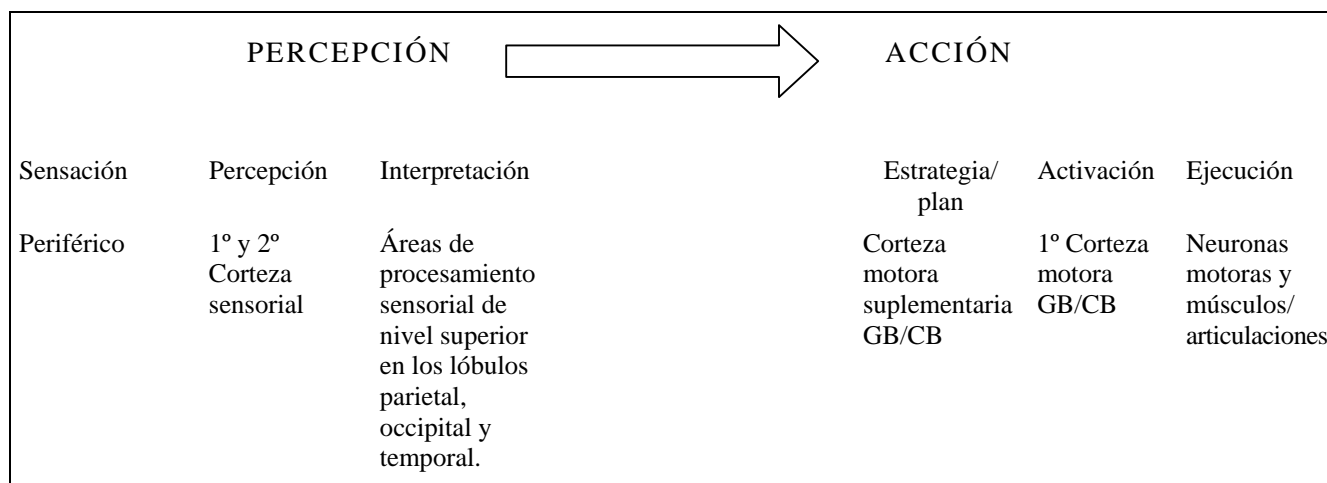 PERCEPCIÓN ACCIÓN
Sensación Percepción Interpretación Estrategia/ Activación Ejecución
plan
Periférico 1º y 2º Áreas de Corteza 1º Corteza Neuronas
Corteza procesamiento motora motora motoras y
sensorial sensorial de suplementaria GB/CB músculos/
nivel superior GB/CB articulaciones
en los lóbulos
parietal,
occipital y
temporal.